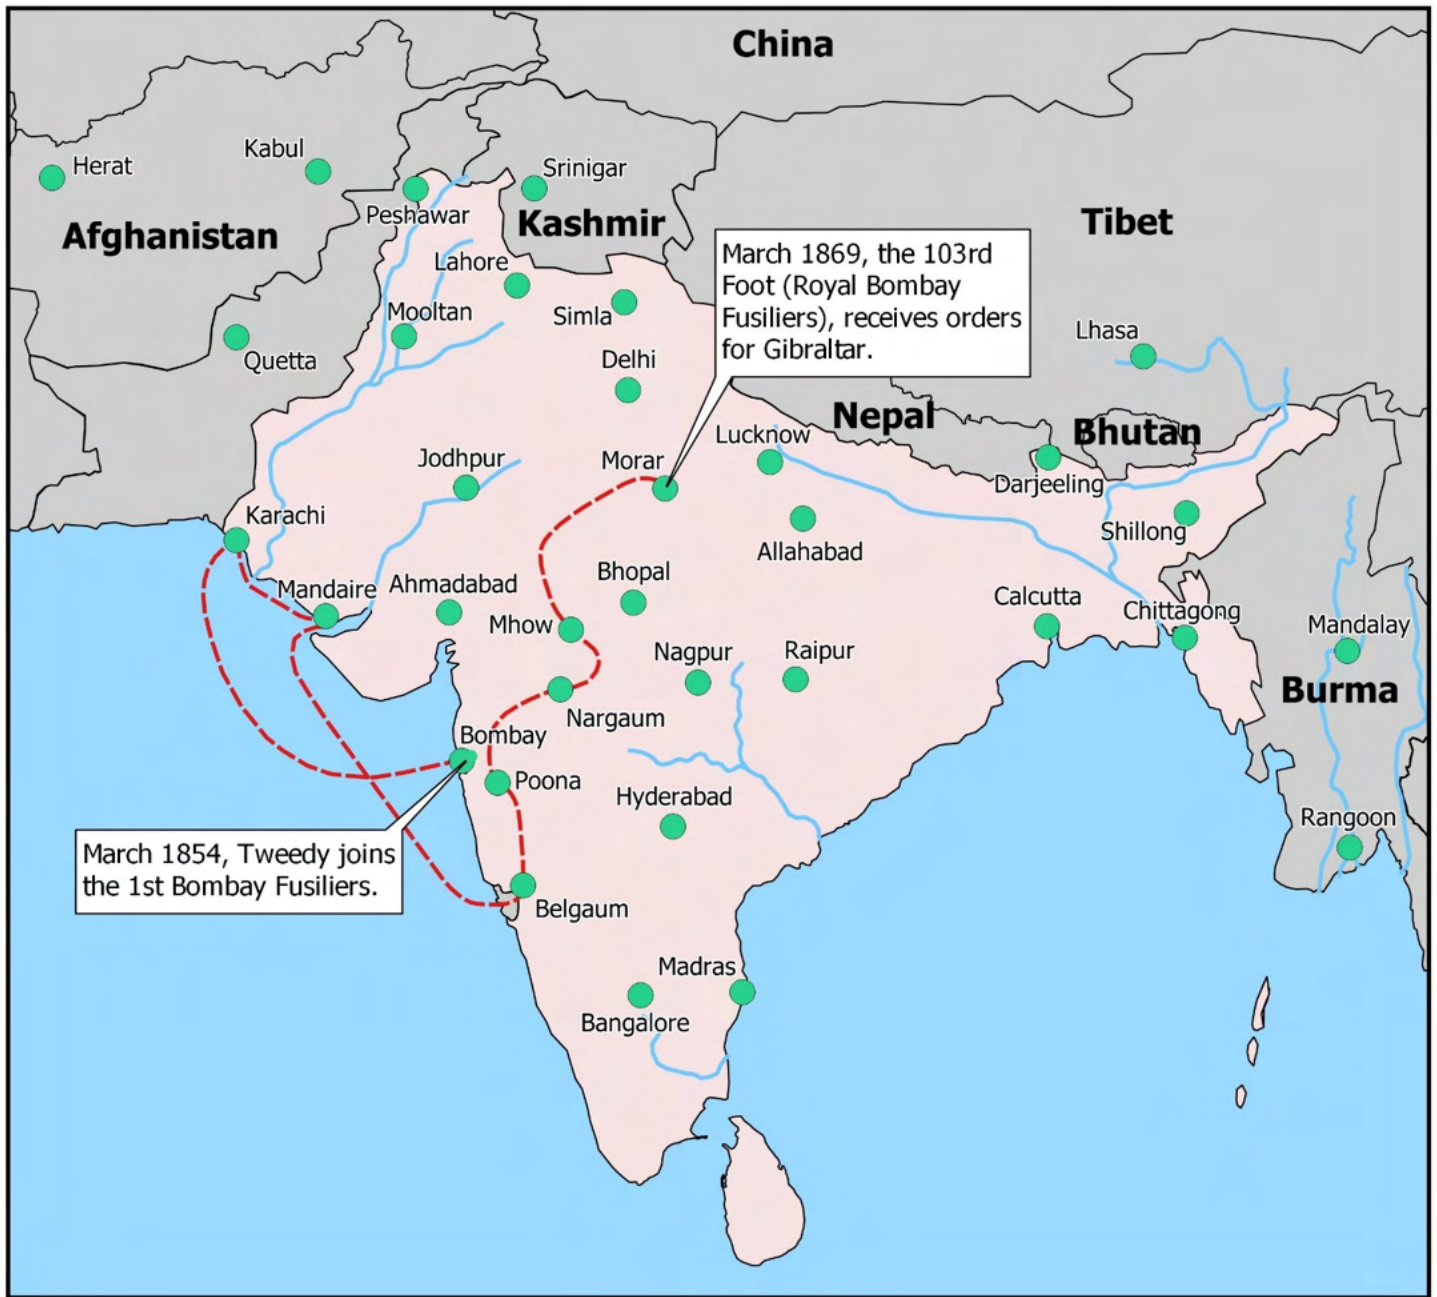 China
Herat
Kabul
Srinigar
Peshawar
Afghanistan
Kashmir
Tibet
March 1869, the 103rd
Foot (Royal Bombay
Fusiliers), receives orders
for Gibraltar.
Lahore
Mooltan
Simla
Quetta
Delhi
Lhasa
Nepal
Bhutan
Lucknow
Jodhpur
Morar
Darjeeling
Karachi
Shillong
Allahabad
Mandaire
Ahmadabad
Bhopal
Calcutta
Chittagong
Mhow
Mandalay
Nagpur
Raipur
Burma
Nargaum
Bombay
Poona
Hyderabad
Rangoon
March 1854, Tweedy joins
the 1st Bombay Fusiliers.
Belgaum
Madras
Bangalore